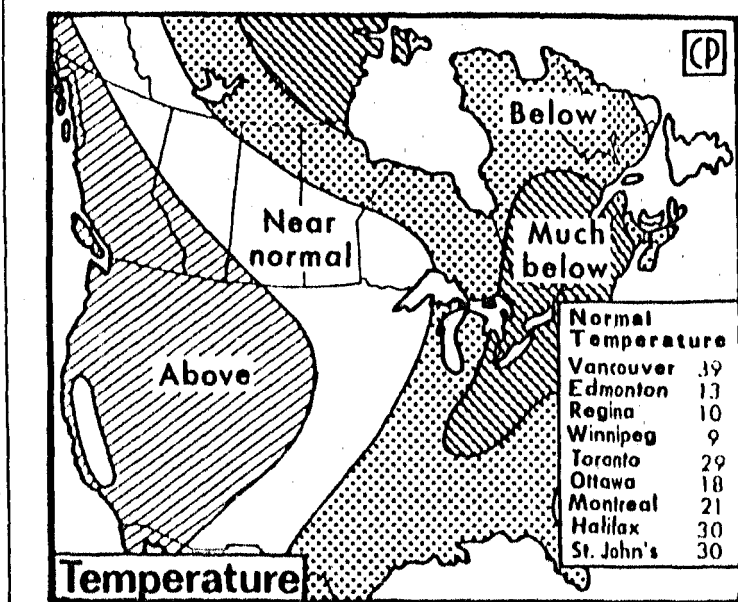 CP
Below
Near
normal
Much
below
Above
Normal
Temperature
Vancouver 39
Edmonton 13
Regina 10
Winnipeg 9
Toronto 29
Ottawa 18
Montreal 21
Halifax 30
St. John's 30
Temperature